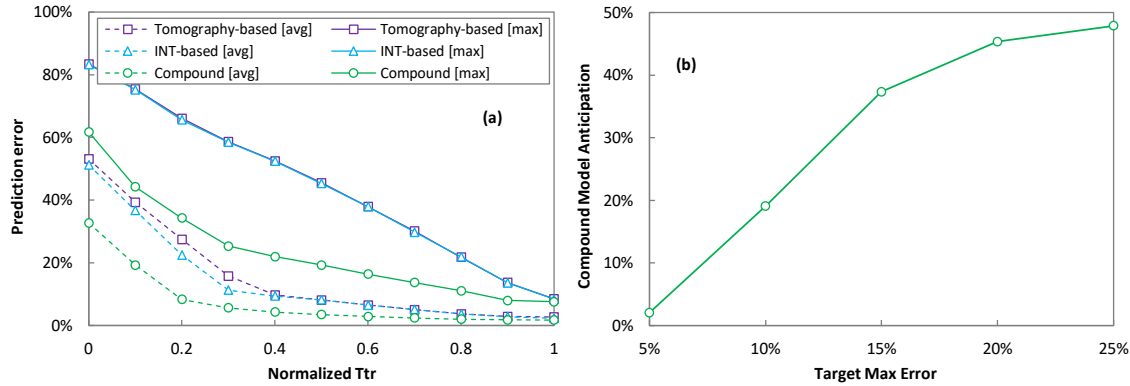 100%
80%
60%
40%
20%
0%
Prediction error
Tomography-based [avg] Tomography-based [max]
INT-based [avg] INT-based [max]
Compound [avg] Compound [max]
(a)
0 0.2 0.4 0.6 0.8 1
Normalized Ttr
50%
40%
30%
20%
10%
0%
Compound Model Anticipation
(b)
5% 10% 15% 20% 25%
Target Max Error